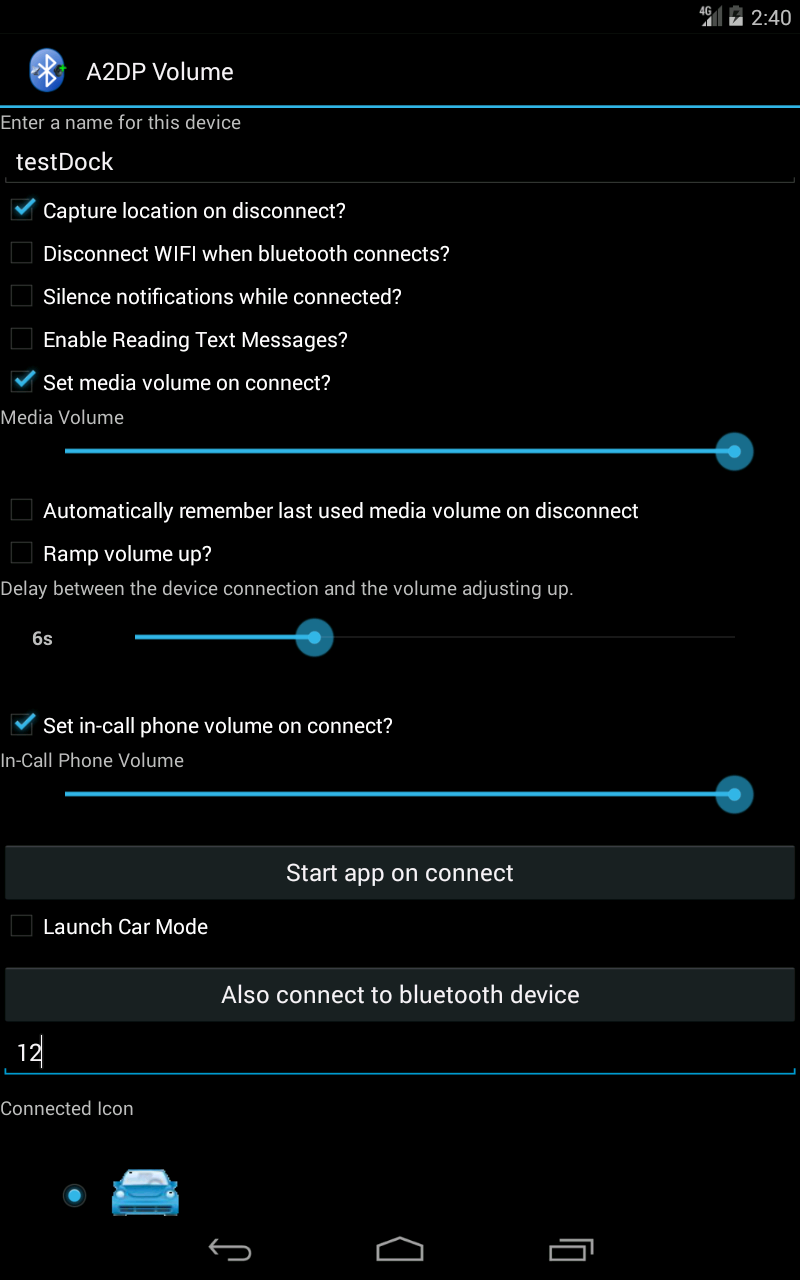 4G 2:40
A2DP Volume
Enter a name for this device
testDock
Capture location on disconnect?
Disconnect WIFI when bluetooth connects?
Silence notifications while connected?
Enable Reading Text Messages?
Set media volume on connect?
Media Volume
Automatically remember last used media volume on disconnect
Ramp volume up?
Delay between the device connection and the volume adjusting up.
6s
Set in-call phone volume on connect?
In-Call Phone Volume
Start app on connect
Launch Car Mode
Also connect to bluetooth device
12
Connected Icon